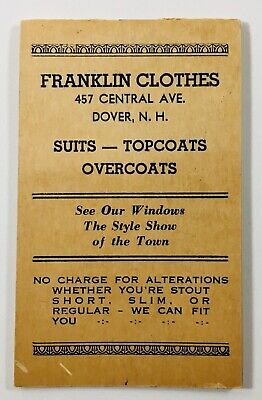 FRANKLIN CLOTHES
457 CENTRAL AVE.
DOVER, N. H.
SUITS — TOPCOATS
OVERCOATS
See Our Windows
The Style Show
of the Town
NO CHARGE FOR ALTERATIONS
WHETHER YOU'RE STOUT
SHORT, SLIM, OR
REGULAR - WE CAN FIT
YOU -:- -:- -:- -:-